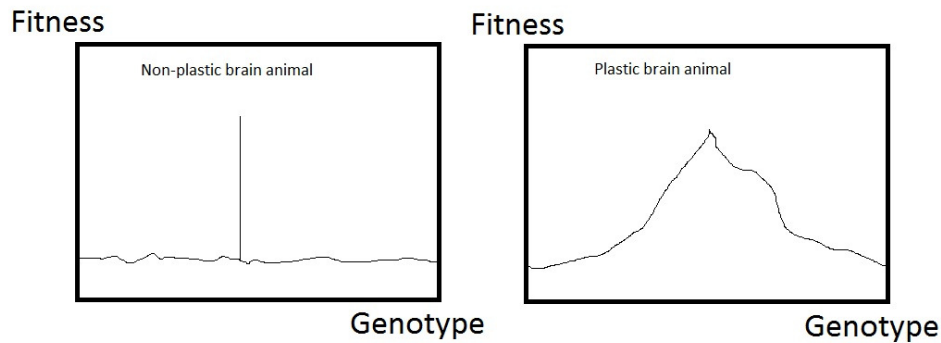 Fitness
Non-plastic brain animal
Genotype
Fitness
Plastic brain animal
Genotype